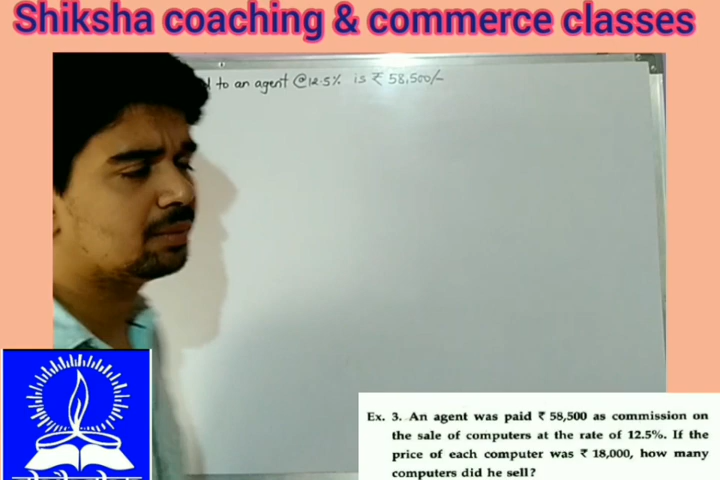 Shiksha coaching & commerce classes
to an agent @12.5% is ₹ 58,500/-
Ex. 3. An agent was paid ₹ 58,500 as commission on
the sale of computers at the rate of 12.5%. If the
price of each computer was ₹ 18,000, how many
computers did he sell?